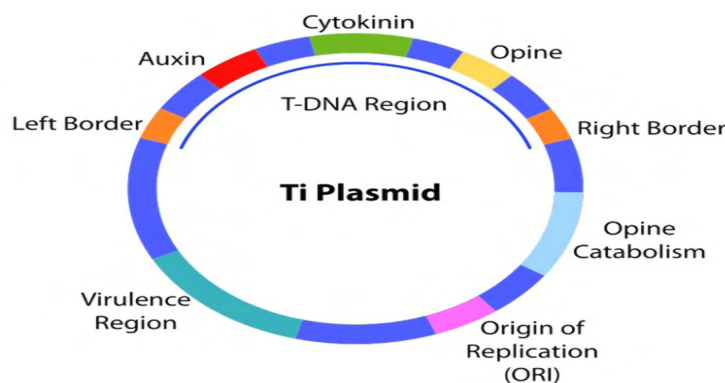 Cytokinin
Auxin
Opine
T-DNA Region
Left Border
Right Border
Ti Plasmid
Opine
Catabolism
Virulence
Region
Origin of
Replication
(ORI)